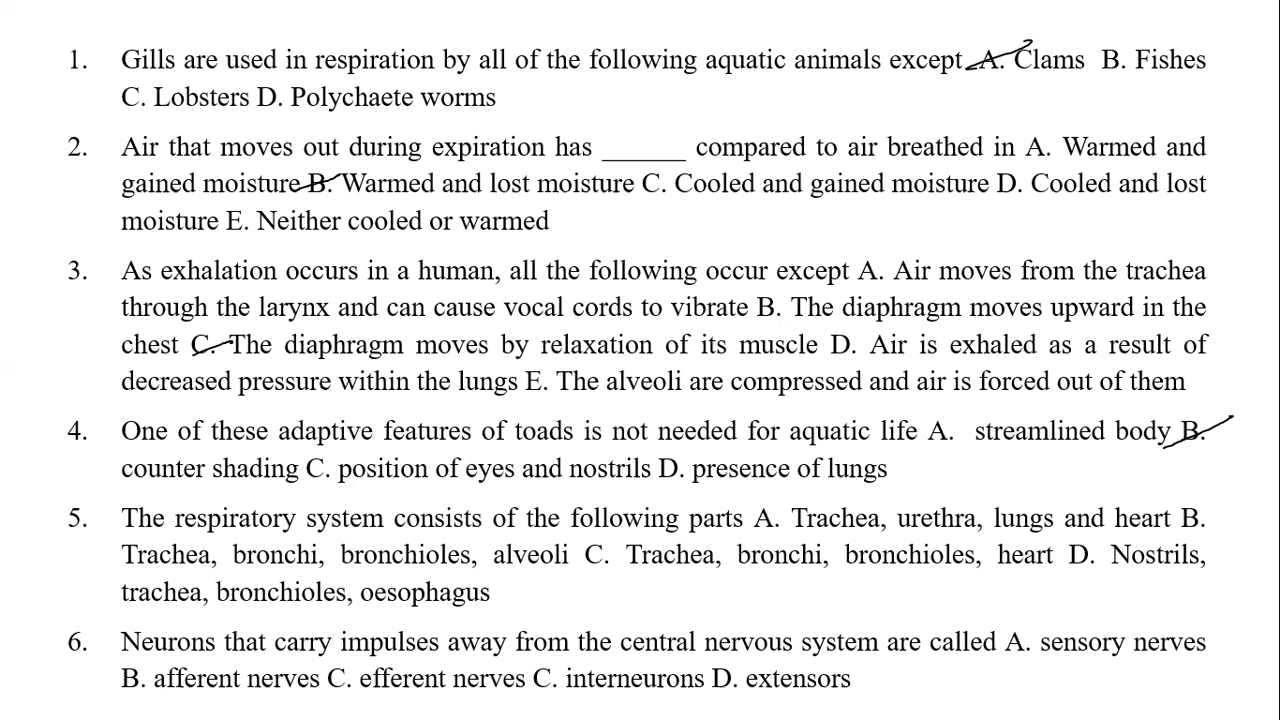 1. Gills are used in respiration by all of the following aquatic animals except A. Clams B. Fishes
C. Lobsters D. Polychaete worms
2. Air that moves out during expiration has ______ compared to air breathed in A. Warmed and
gained moisture B. Warmed and lost moisture C. Cooled and gained moisture D. Cooled and lost
moisture E. Neither cooled or warmed
3. As exhalation occurs in a human, all the following occur except A. Air moves from the trachea
through the larynx and can cause vocal cords to vibrate B. The diaphragm moves upward in the
chest C. The diaphragm moves by relaxation of its muscle D. Air is exhaled as a result of
decreased pressure within the lungs E. The alveoli are compressed and air is forced out of them
4. One of these adaptive features of toads is not needed for aquatic life A. streamlined body B.
counter shading C. position of eyes and nostrils D. presence of lungs
5. The respiratory system consists of the following parts A. Trachea, urethra, lungs and heart B.
Trachea, bronchi, bronchioles, alveoli C. Trachea, bronchi, bronchioles, heart D. Nostrils,
trachea, bronchioles, oesophagus
6. Neurons that carry impulses away from the central nervous system are called A. sensory nerves
B. afferent nerves C. efferent nerves C. interneurons D. extensors